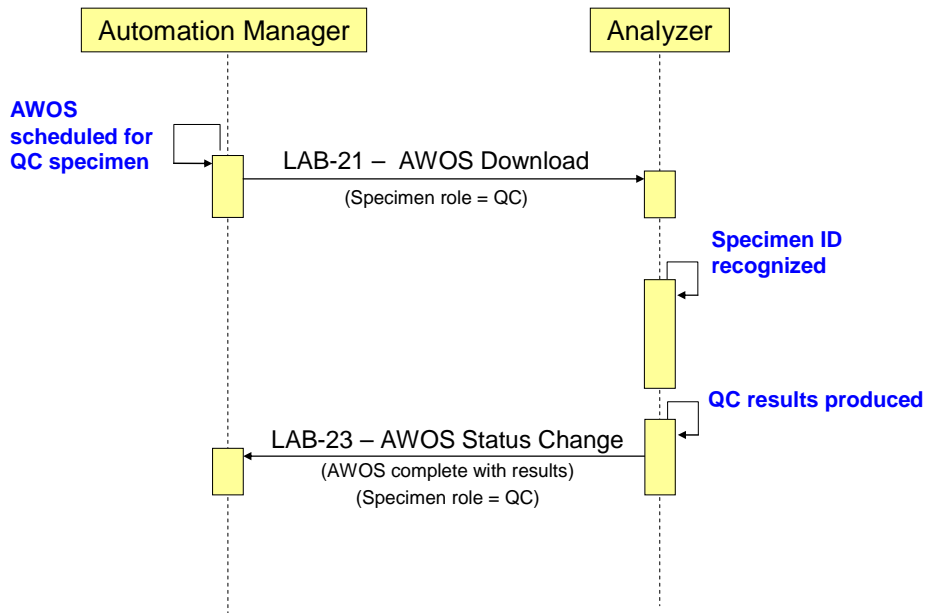 Automation Manager
Analyzer
AWOS
scheduled for
QC specimen
LAB-21 – AWOS Download
(Specimen role = QC)
Specimen ID
recognized
QC results produced
LAB-23 – AWOS Status Change
(AWOS complete with results)
(Specimen role = QC)